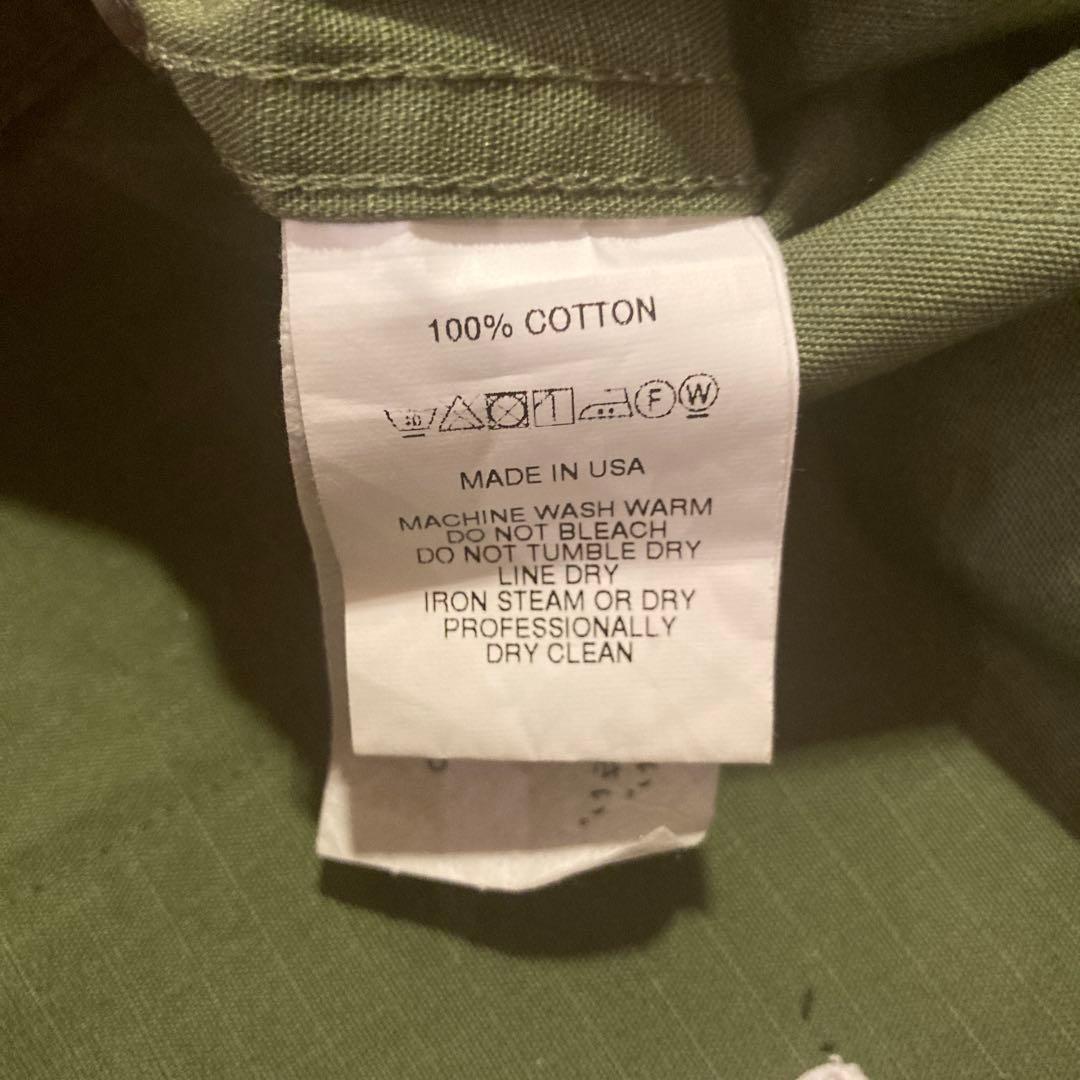 100% COTTON
F W
MADE IN USA
MACHINE WASH WARM
DO NOT BLEACH
DO NOT TUMBLE DRY
LINE DRY
IRON STEAM OR DRY
PROFESSIONALLY
DRY CLEAN